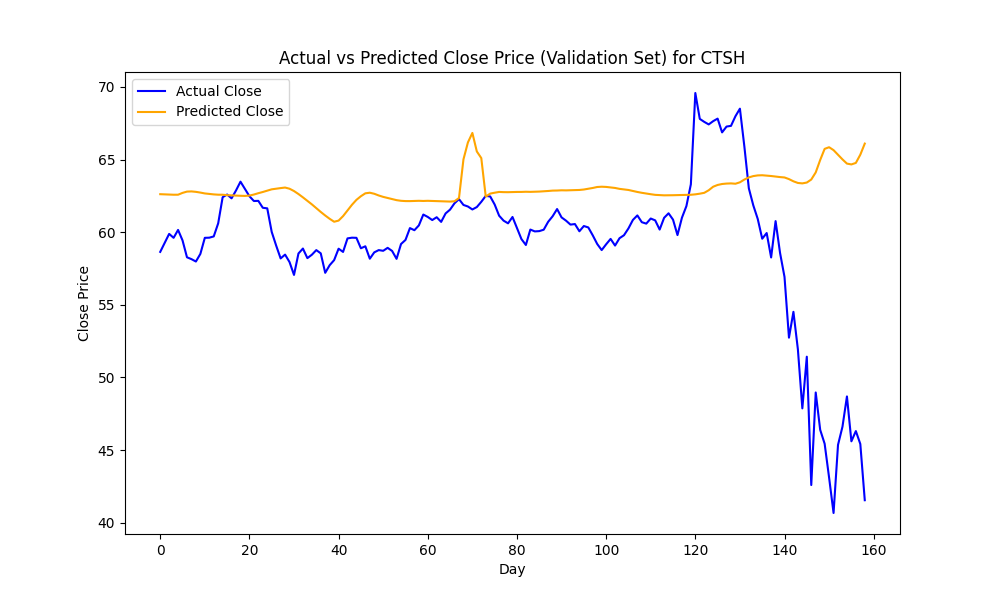 Actual vs Predicted Close Price (Validation Set) for CTSH
Actual Close
Predicted Close
70
65
60
55
50
45
40
Close Price
0 20 40 60 80 100 120 140 160
Day